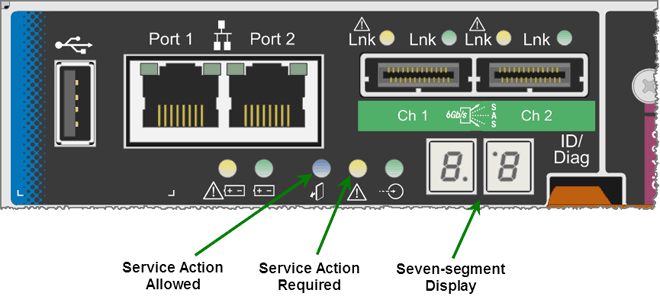 Port 1 Port 2
Lnk Lnk Lnk Lnk
Ch 1 6Gb/s SAS Ch 2
ID/
Diag
8. 8
Service Action
Allowed
Service Action
Required
Seven-segment
Display